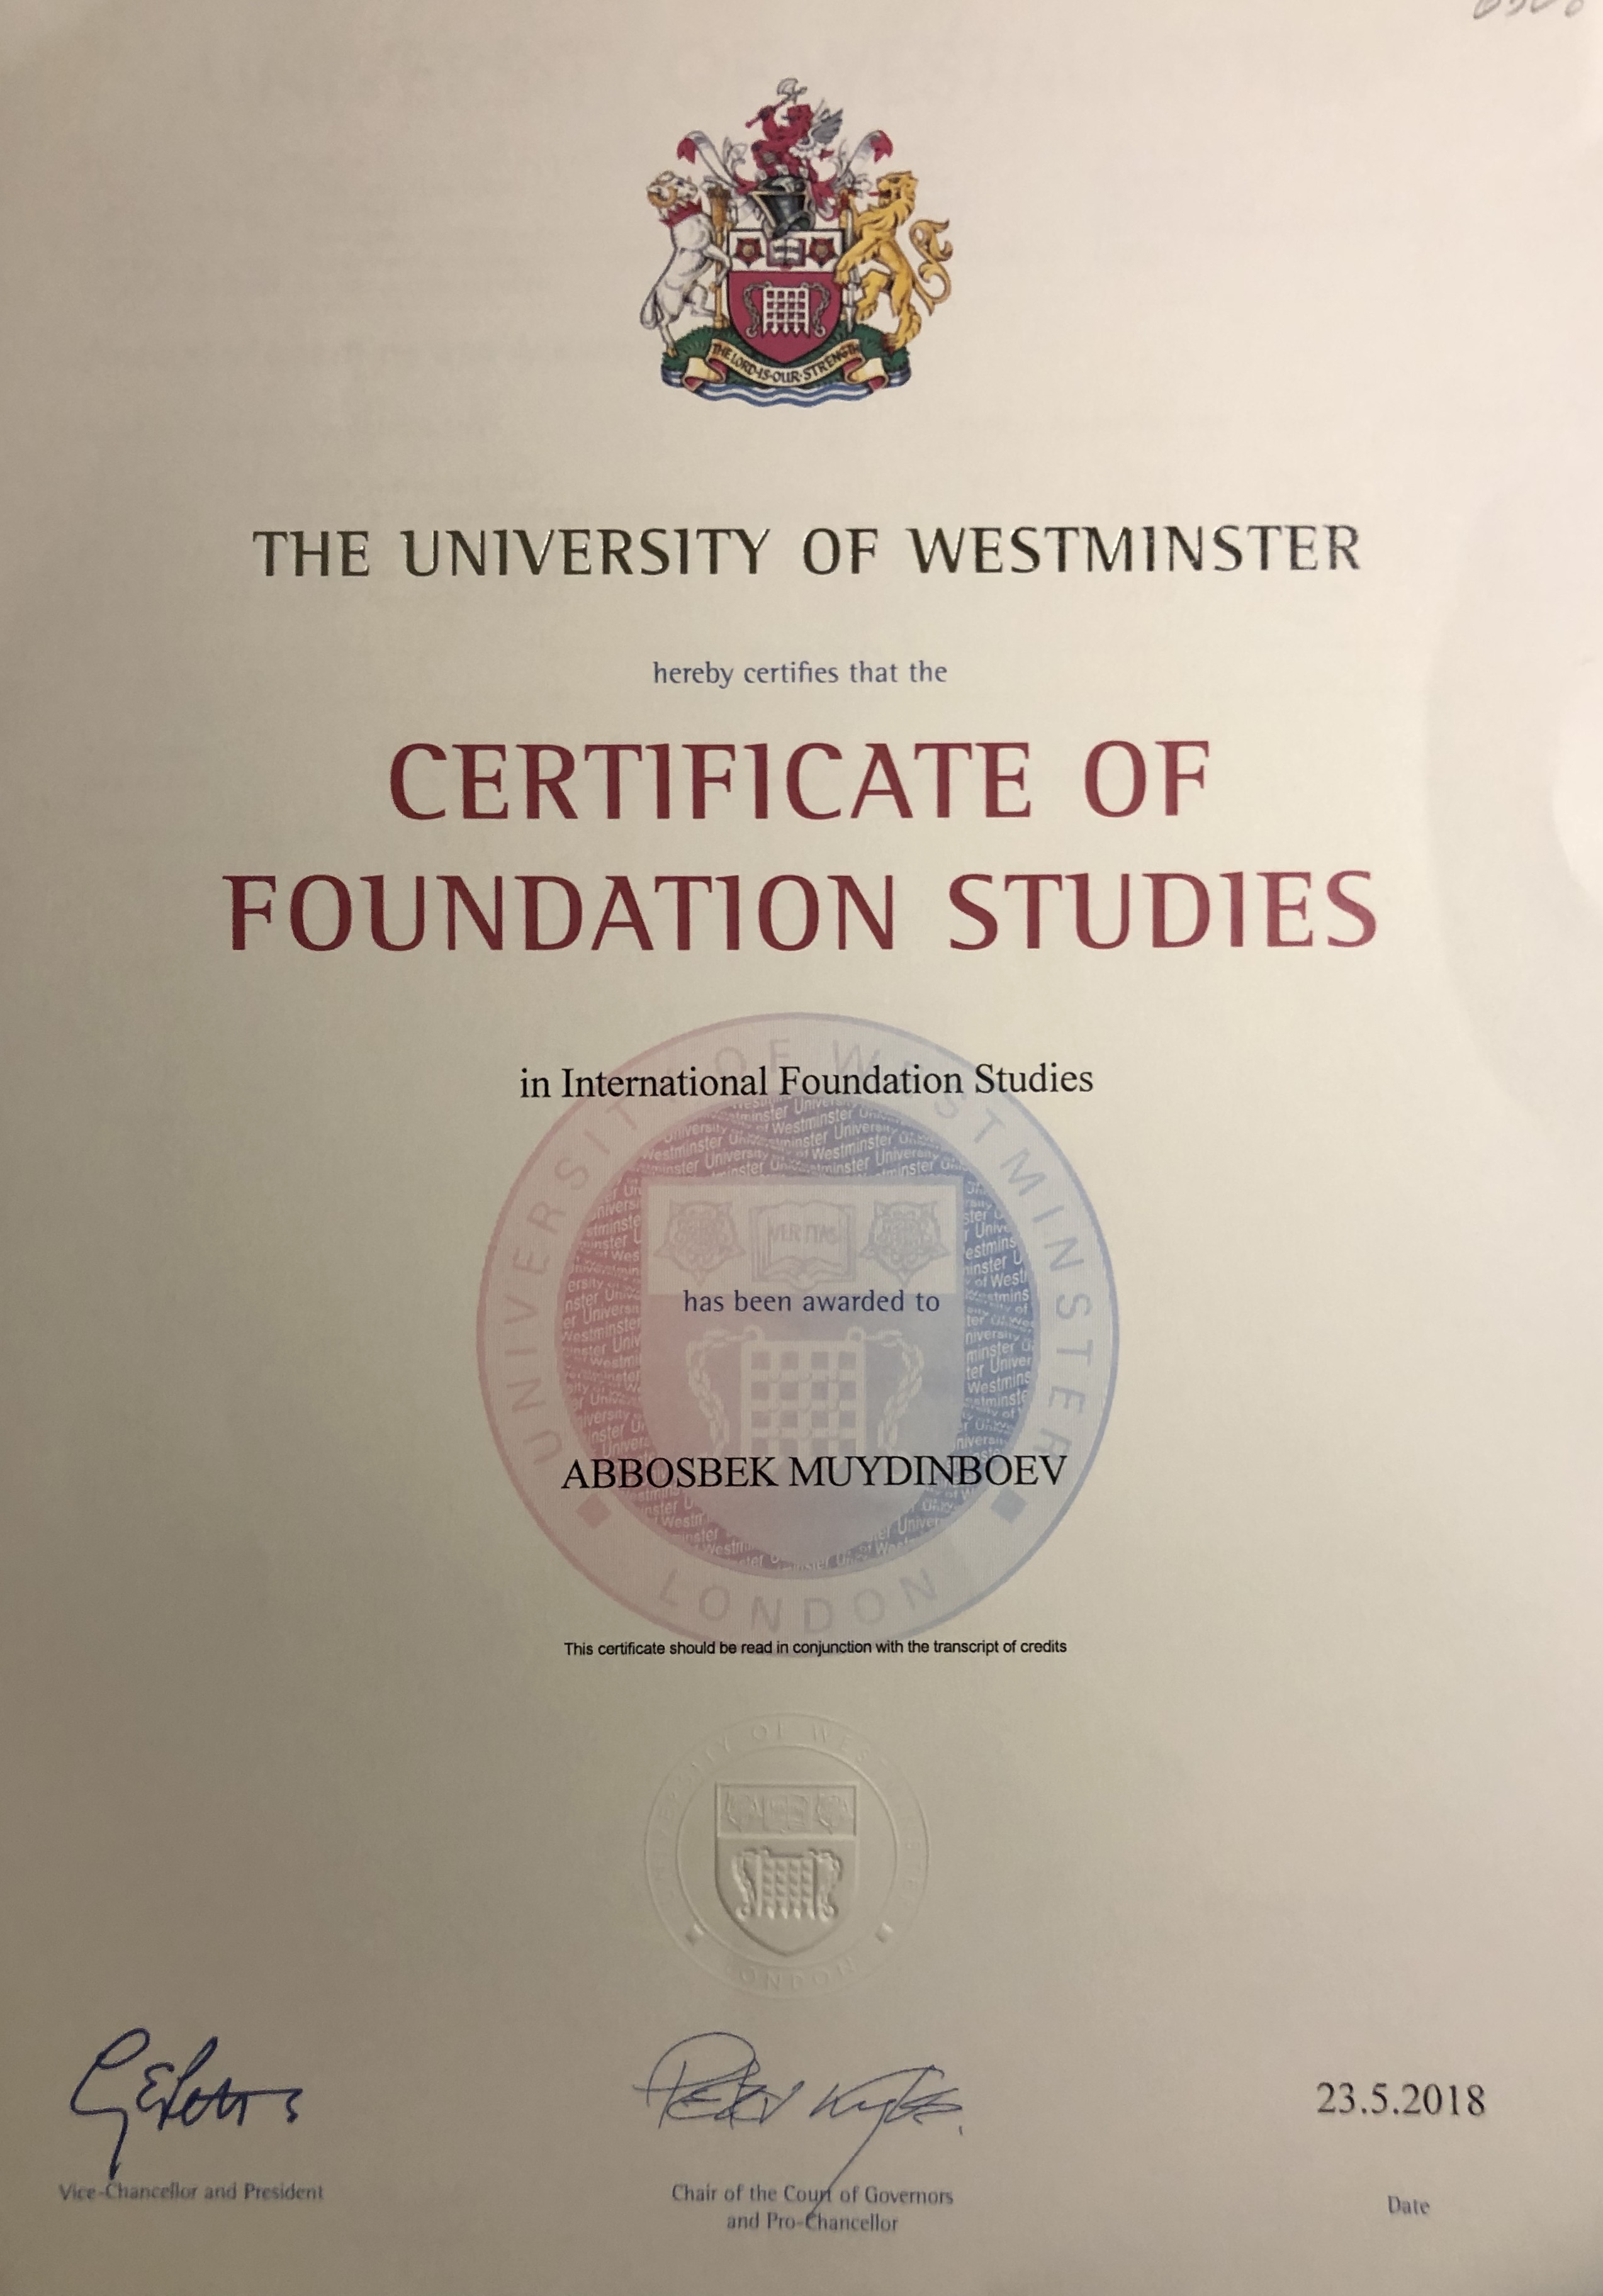 THE·LORD·IS·OUR·STRENGTH
THE UNIVERSITY OF WESTMINSTER
hereby certifies that the
CERTIFICATE OF
FOUNDATION STUDIES
in International Foundation Studies
UNIVERSITY OF WESTMINSTER
VERITAS
has been awarded to
ABBOSBEK MUYDINBOEV
LONDON
This certificate should be read in conjunction with the transcript of credits
UNIVERSITY OF WESTMINSTER
LONDON
23.5.2018
Vice-Chancellor and President
Chair of the Court of Governors
and Pro-Chancellor
Date